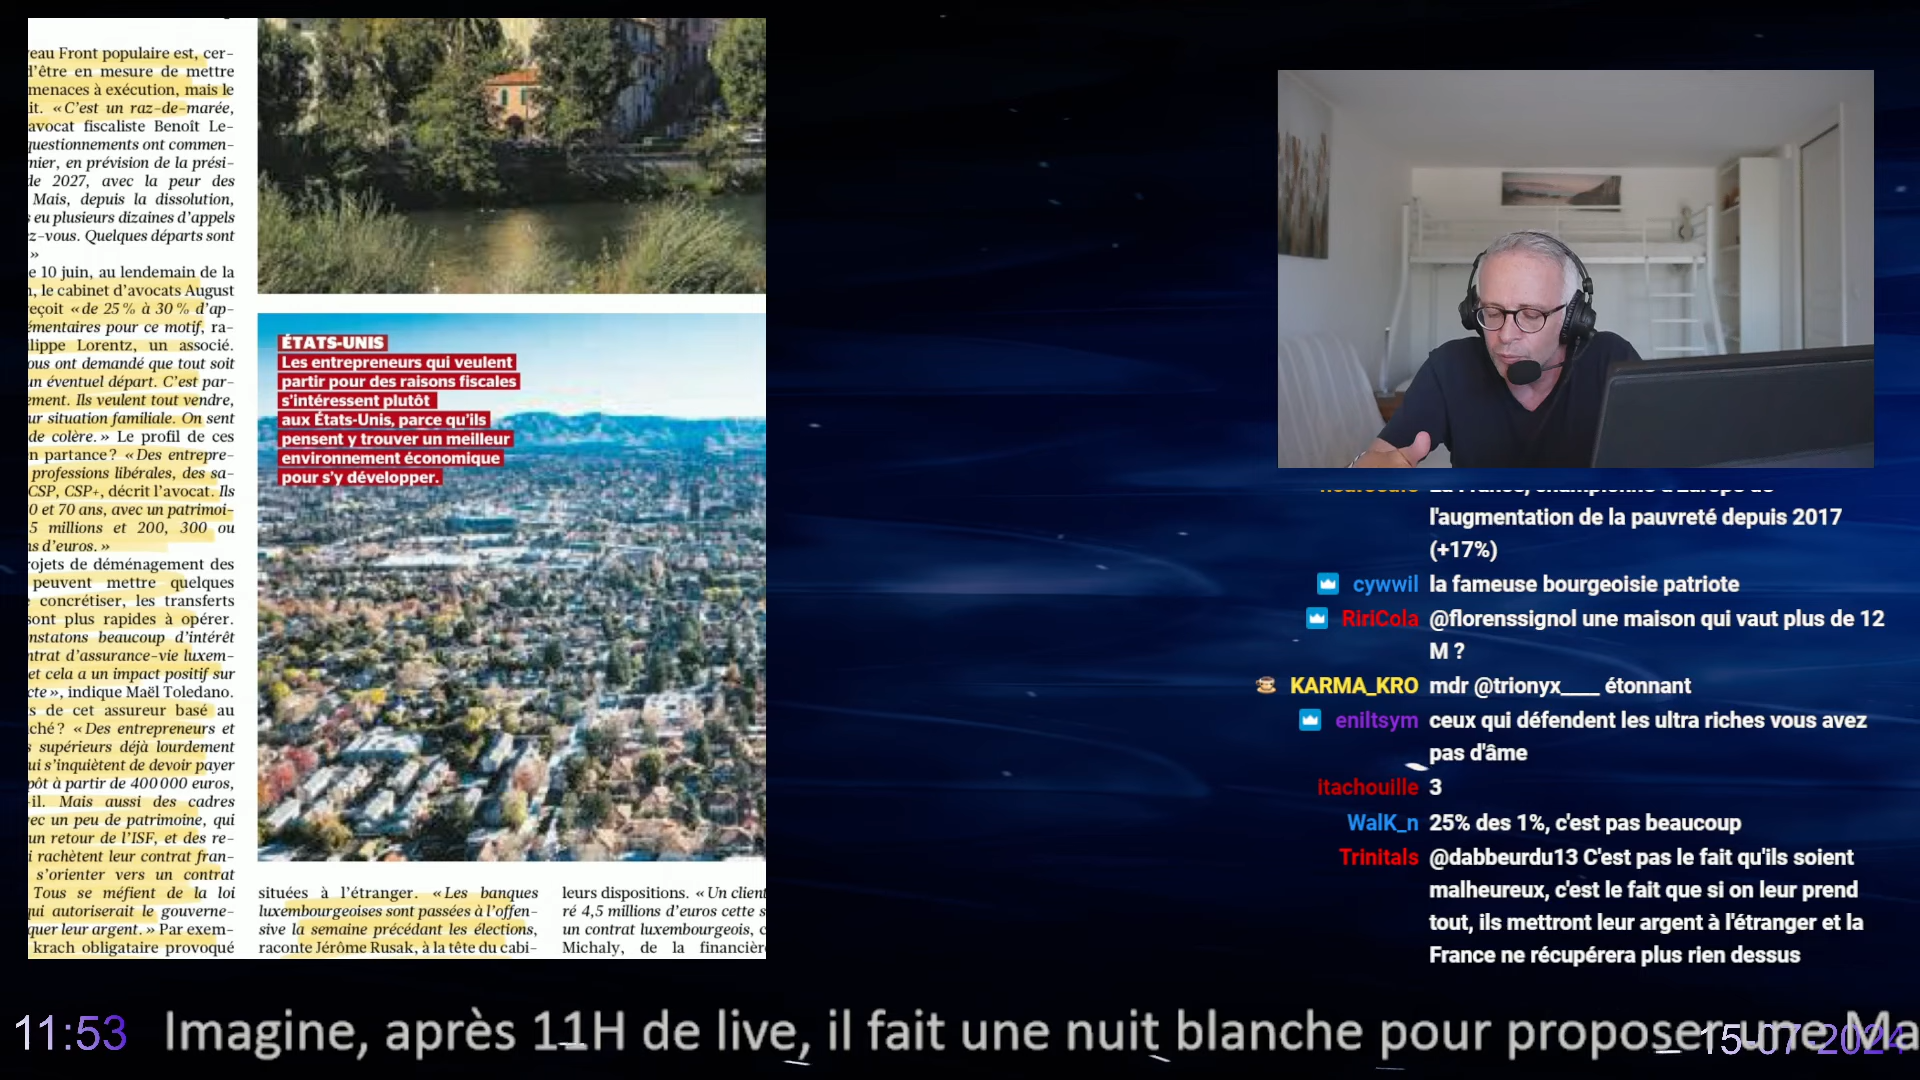 eau Front populaire est, cer-
d'être en mesure de mettre
menaces à exécution, mais le
it. «C'est un raz-de-marée,
avocat fiscaliste Benoît Le-
questionnements ont commen-
nier, en prévision de la prési-
de 2027, avec la peur des
Mais, depuis la dissolution,
s eu plusieurs dizaines d'appels
z-vous. Quelques départs sont
»
e 10 juin, au lendemain de la
n, le cabinet d'avocats August
eçoit «de 25 % à 30 % d'ap-
émentaires pour ce motif, ra-
ilippe Lorentz, un associé.
ous ont demandé que tout soit
un éventuel départ. C'est par-
ement. Ils veulent tout vendre,
ur situation familiale. On sent
de colère.» Le profil de ces
n partance? «Des entrepre-
professions libérales, des sa-
CSP, CSP+, décrit l'avocat. Ils
0 et 70 ans, avec un patrimoi-
5 millions et 200, 300 ou
ns d'euros.»
rojets de déménagement des
peuvent mettre quelques
concrétiser, les transferts
sont plus rapides à opérer.
nstatons beaucoup d'intérêt
ntrat d'assurance-vie luxem-
et cela a un impact positif sur
cte», indique Maël Toledano.
s de cet assureur basé au
ché? «Des entrepreneurs et
s supérieurs déjà lourdement
ui s'inquiètent de devoir payer
pôt à partir de 400 000 euros,
-il. Mais aussi des cadres
ec un peu de patrimoine, qui
un retour de l'ISF, et des re-
i rachètent leur contrat fran-
s'orienter vers un contrat
Tous se méfient de la loi
qui autoriserait le gouverne-
quer leur argent.» Par exem-
krach obligataire provoqué
ÉTATS-UNIS
Les entrepreneurs qui veulent
partir pour des raisons fiscales
s'intéressent plutôt
aux États-Unis, parce qu'ils
pensent y trouver un meilleur
environnement économique
pour s'y développer.
situées à l'étranger. «Les banques
luxembourgeoises sont passées à l'offen-
sive la semaine précédant les élections,
raconte Jérôme Rusak, à la tête du cabi-
leurs dispositions. «Un client
ré 4,5 millions d'euros cette s
un contrat luxembourgeois, c
Michaly, de la financière
l'augmentation de la pauvreté depuis 2017
(+17%)
cywwil la fameuse bourgeoisie patriote
RiriCola @florenssignol une maison qui vaut plus de 12
M ?
KARMA_KRO mdr @trionyx____ étonnant
eniltsym ceux qui défendent les ultra riches vous avez
pas d'âme
itachouille 3
WalK_n 25% des 1%, c'est pas beaucoup
Trinitals @dabbeurdu13 C'est pas le fait qu'ils soient
malheureux, c'est le fait que si on leur prend
tout, ils mettront leur argent à l'étranger et la
France ne récupérera plus rien dessus
11:53 Imagine, après 11H de live, il fait une nuit blanche pour proposer une Ma
15-07-2024